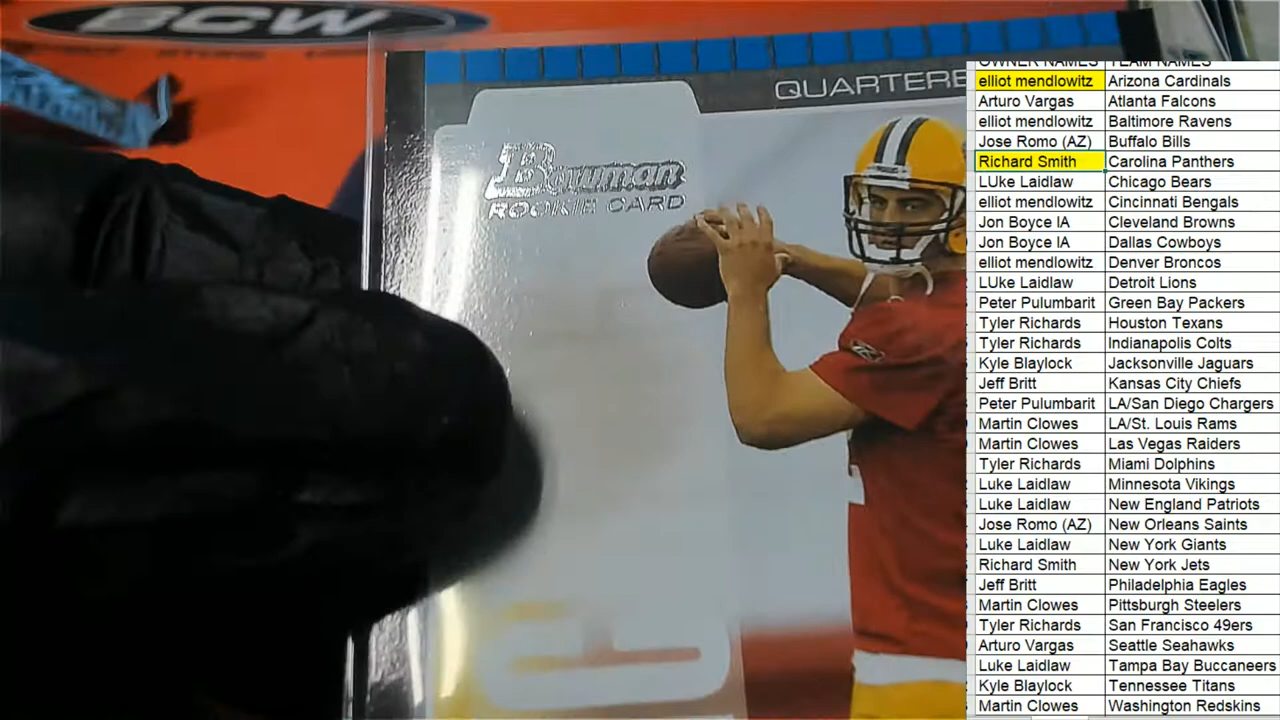 BCW
QUARTERB
Bowman
ROOKIE CARD
OWNER NAMES TEAM NAMES
elliot mendlowitz Arizona Cardinals
Arturo Vargas Atlanta Falcons
elliot mendlowitz Baltimore Ravens
Jose Romo (AZ) Buffalo Bills
Richard Smith Carolina Panthers
LUke Laidlaw Chicago Bears
elliot mendlowitz Cincinnati Bengals
Jon Boyce IA Cleveland Browns
Jon Boyce IA Dallas Cowboys
elliot mendlowitz Denver Broncos
LUke Laidlaw Detroit Lions
Peter Pulumbarit Green Bay Packers
Tyler Richards Houston Texans
Tyler Richards Indianapolis Colts
Kyle Blaylock Jacksonville Jaguars
Jeff Britt Kansas City Chiefs
Peter Pulumbarit LA/San Diego Chargers
Martin Clowes LA/St. Louis Rams
Martin Clowes Las Vegas Raiders
Tyler Richards Miami Dolphins
Luke Laidlaw Minnesota Vikings
Luke Laidlaw New England Patriots
Jose Romo (AZ) New Orleans Saints
Luke Laidlaw New York Giants
Richard Smith New York Jets
Jeff Britt Philadelphia Eagles
Martin Clowes Pittsburgh Steelers
Tyler Richards San Francisco 49ers
Arturo Vargas Seattle Seahawks
Luke Laidlaw Tampa Bay Buccaneers
Kyle Blaylock Tennessee Titans
Martin Clowes Washington Redskins